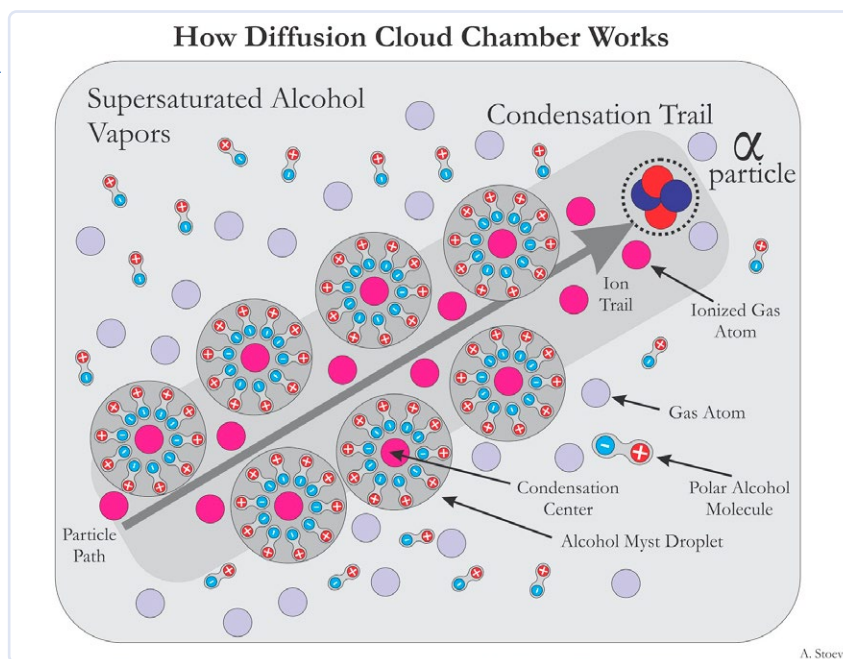 How Diffusion Cloud Chamber Works
Supersaturated Alcohol
Vapors
Condensation Trail
α
particle
Ion
Trail
Ionized Gas
Atom
Gas Atom
Polar Alcohol
Molecule
Condensation
Center
Alcohol Myst Droplet
Particle
Path
A. Stoev